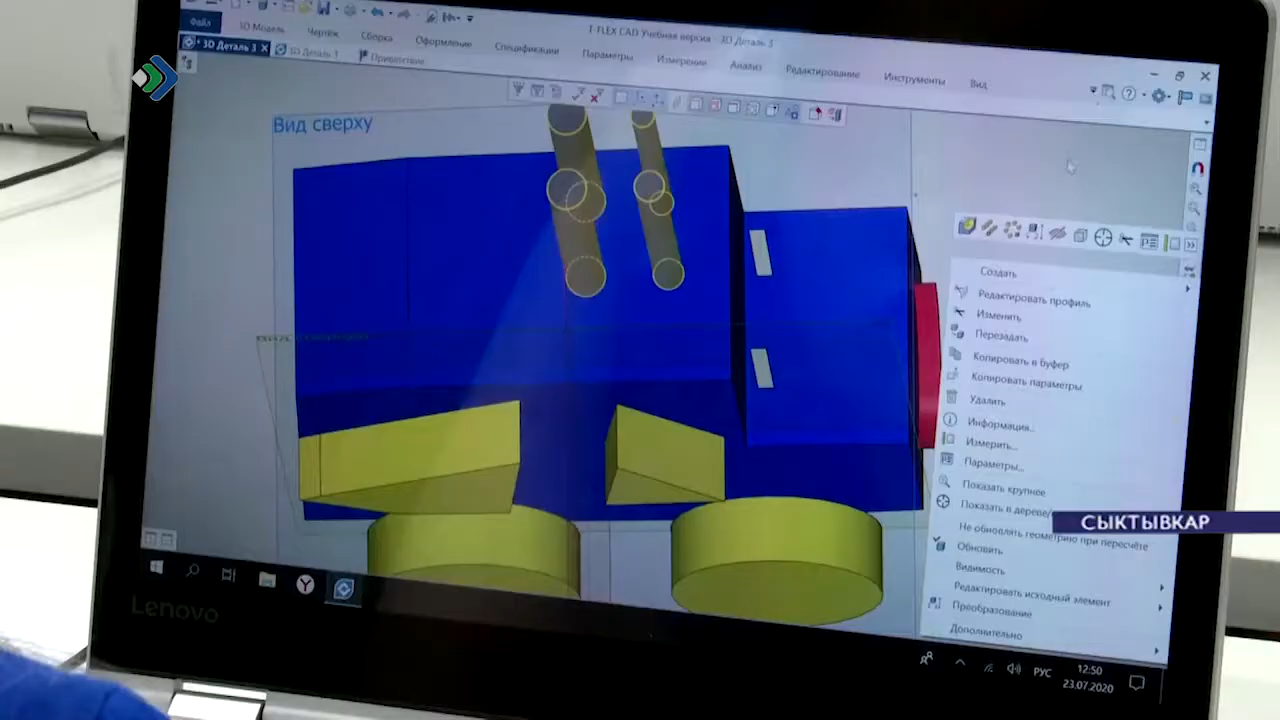 T-FLEX CAD Учебная версия - 3D Деталь 3
Файл
3D Модель
Чертёж
Сборка
Оформление
Спецификации
Параметры
Измерение
Анализ
Редактирование
Инструменты
Вид
3D Деталь 3
3D Деталь 1
Приветствие
Вид сверху
Создать
Редактировать профиль
Изменить
Перезадать
Копировать в буфер
Копировать параметры
Удалить
Информация...
Измерить...
Параметры...
Показать крупнее
Показать в дереве
СЫКТЫВКАР
Не обновлять геометрию при пересчёте
Обновить
Видимость
Редактировать исходный элемент
Преобразование
Дополнительно
Lenovo
РУС
12:50
23.07.2020